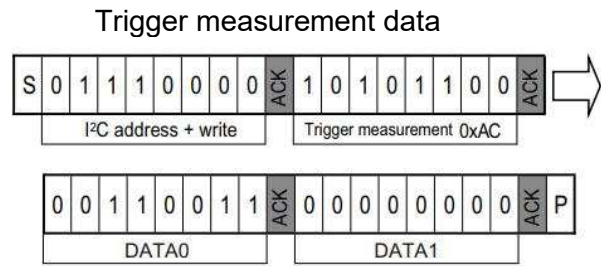 Trigger measurement data
S 0 1 1 1 0 0 0 0 ACK 1 0 1 0 1 1 0 0 ACK
I²C address + write Trigger measurement 0xAC
0 0 1 1 0 0 1 1 ACK 0 0 0 0 0 0 0 0 ACK P
DATA0 DATA1